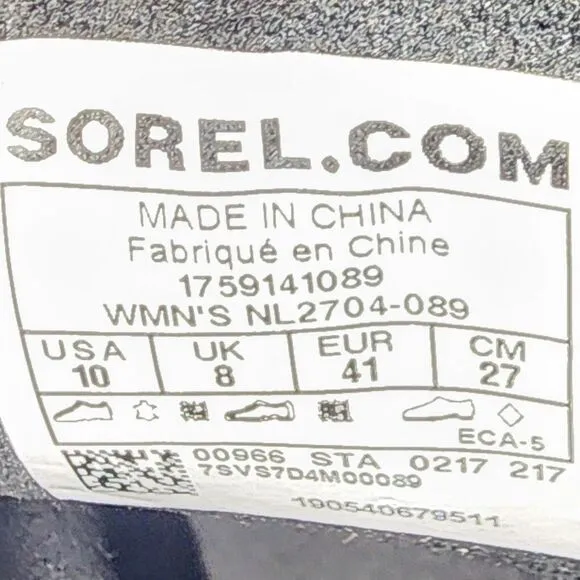 SOREL.COM
MADE IN CHINA
Fabriqué en Chine
1759141089
WMN'S NL2704-089
USA UK EUR CM
10 8 41 27
ECA-5
00966 STA 0217 217
7SVS7D4M00089
190540679511